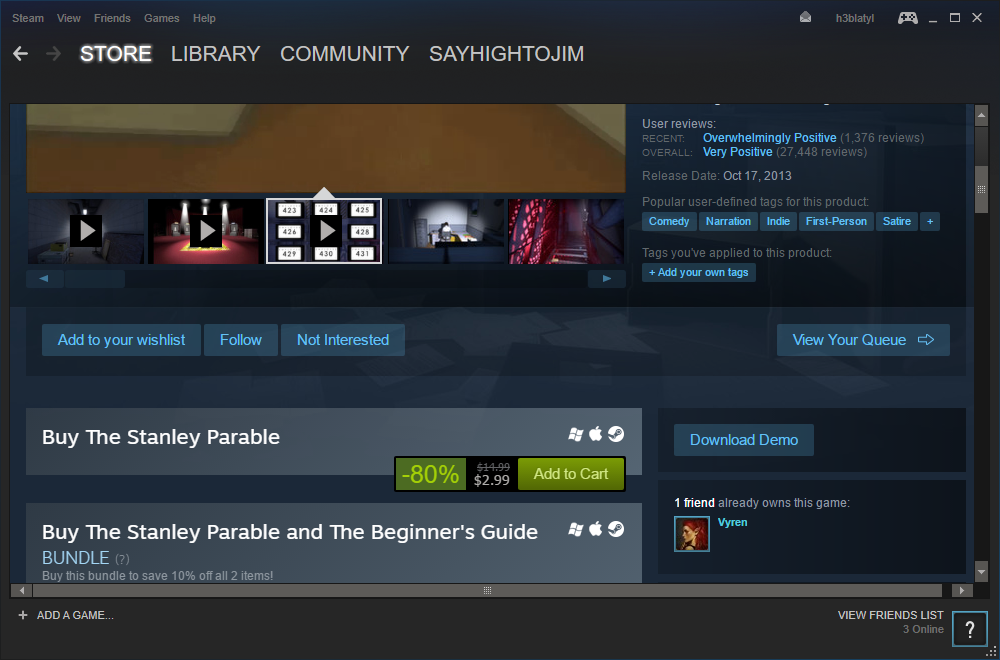 Steam View Friends Games Help
h3blatyl
STORE LIBRARY COMMUNITY SAYHIGHTOJIM
User reviews:
RECENT: Overwhelmingly Positive (1,376 reviews)
OVERALL: Very Positive (27,448 reviews)
Release Date: Oct 17, 2013
Popular user-defined tags for this product:
Comedy Narration Indie First-Person Satire +
Tags you've applied to this product:
+ Add your own tags
423 424 425
426 428
429 430 431
Add to your wishlist Follow Not Interested
View Your Queue
Buy The Stanley Parable
-80% $14.99 $2.99 Add to Cart
Download Demo
Buy The Stanley Parable and The Beginner's Guide
BUNDLE (?)
Buy this bundle to save 10% off all 2 items!
1 friend already owns this game:
Vyren
+ ADD A GAME...
VIEW FRIENDS LIST
3 Online
?